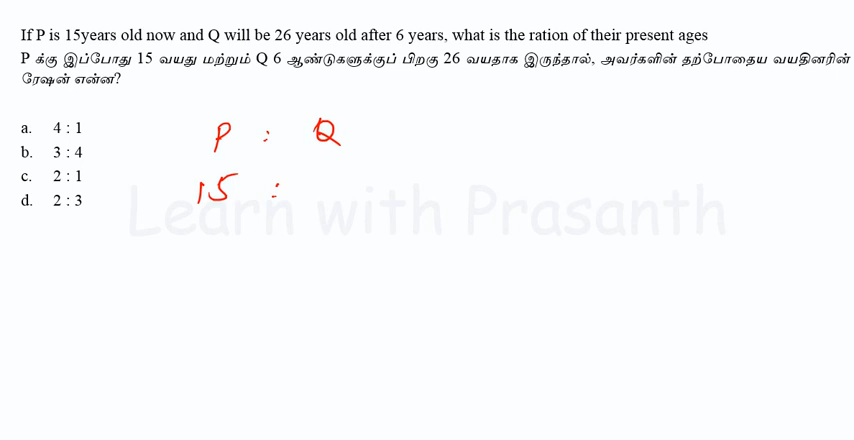 If P is 15years old now and Q will be 26 years old after 6 years, what is the ration of their present ages
P க்கு இப்போது 15 வயது மற்றும் Q 6 ஆண்டுகளுக்குப் பிறகு 26 வயதாக இருந்தால், அவர்களின் தற்போதைய வயதினரின்
ரேஷன் என்ன?
a. 4 : 1
b. 3 : 4
c. 2 : 1
d. 2 : 3
P : Q
15 :
Learn with Prasanth